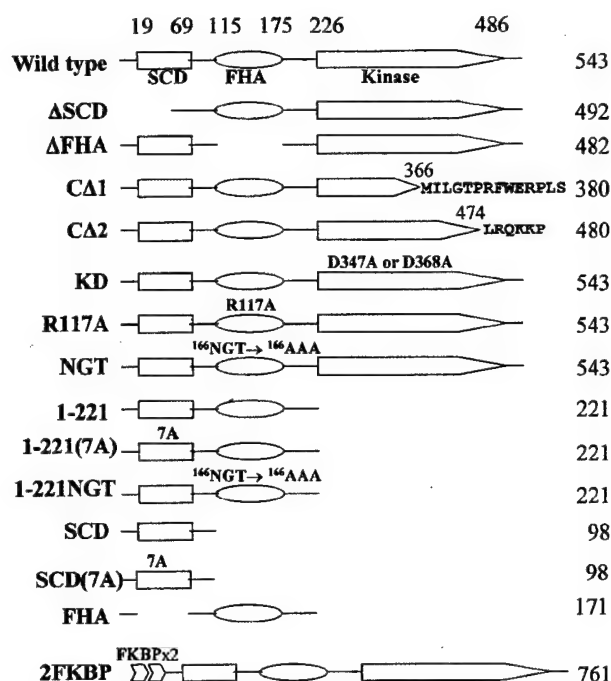 19 69 115 175 226 486
Wild type SCD FHA Kinase 543
ΔSCD 492
ΔFHA 482
CΔ1 366 MILGTPRFWERPLS 380
CΔ2 474 LRQKKP 480
KD D347A or D368A 543
R117A R117A 543
NGT ¹⁶⁶NGT→ ¹⁶⁶AAA 543
1-221 221
1-221(7A) 7A 221
1-221NGT ¹⁶⁶NGT→ ¹⁶⁶AAA 221
SCD 98
SCD(7A) 7A 98
FHA 171
2FKBP FKBPx2 761